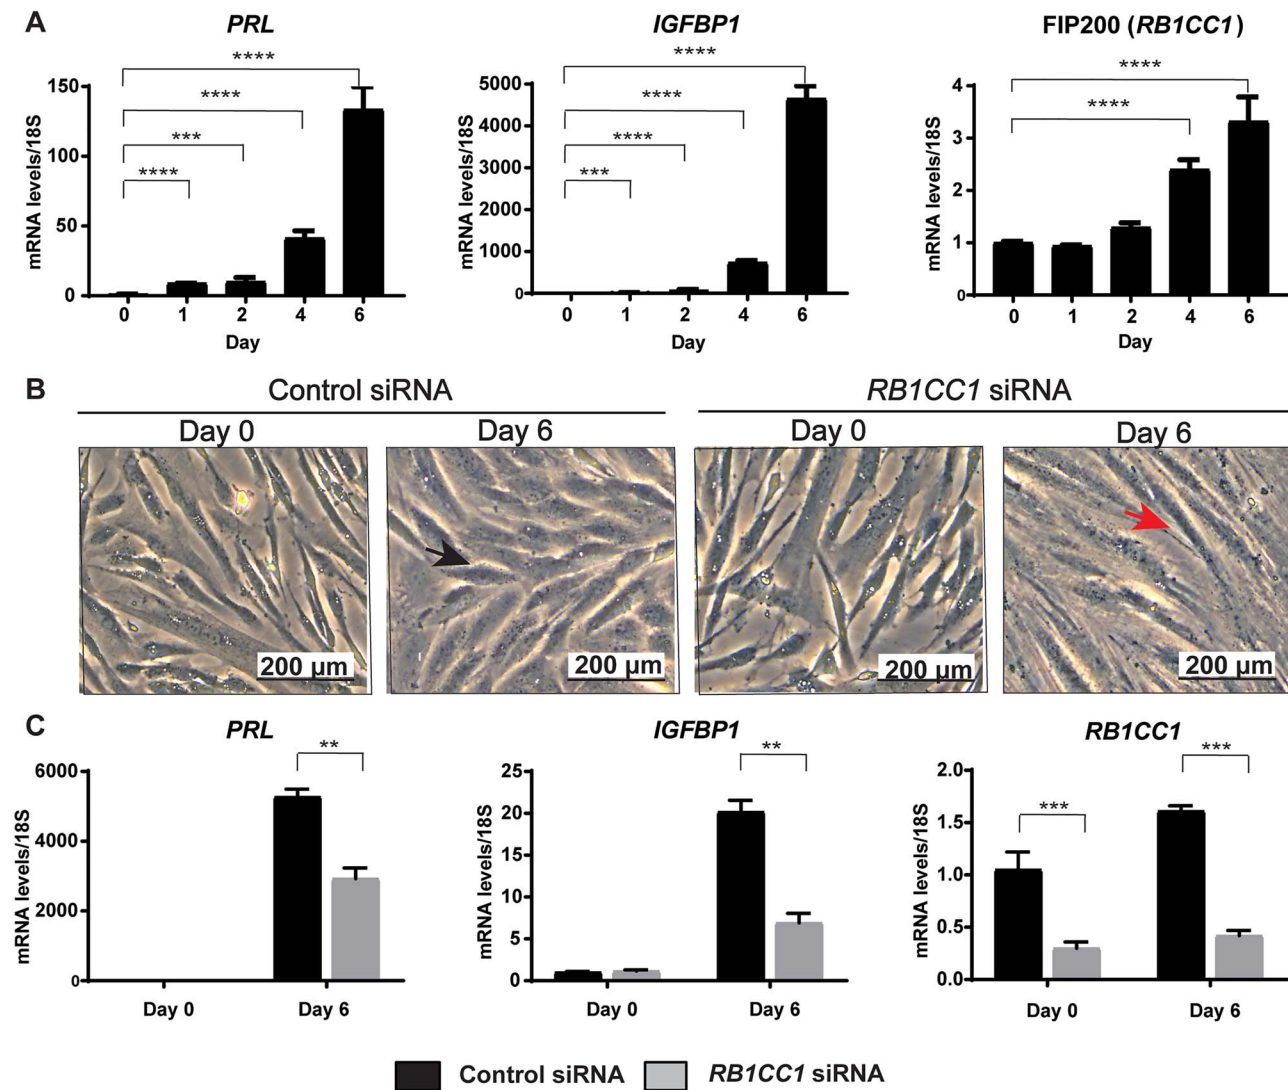 A
PRL
IGFBP1
FIP200 (RB1CC1)
****
****
***
****
150
100
50
0
mRNA levels/18S
0 1 2 4 6
Day
****
****
****
***
5000
4000
3000
2000
1000
0
mRNA levels/18S
0 1 2 4 6
Day
****
****
4
3
2
1
0
mRNA levels/18S
0 1 2 4 6
Day
B
Control siRNA
RB1CC1 siRNA
Day 0
Day 6
Day 0
Day 6
200 µm
200 µm
200 µm
200 µm
C
PRL
IGFBP1
RB1CC1
**
6000
4000
2000
0
mRNA levels/18S
Day 0 Day 6
**
25
20
15
10
5
0
mRNA levels/18S
Day 0 Day 6
***
***
2.0
1.5
1.0
0.5
0.0
mRNA levels/18S
Day 0 Day 6
Control siRNA RB1CC1 siRNA